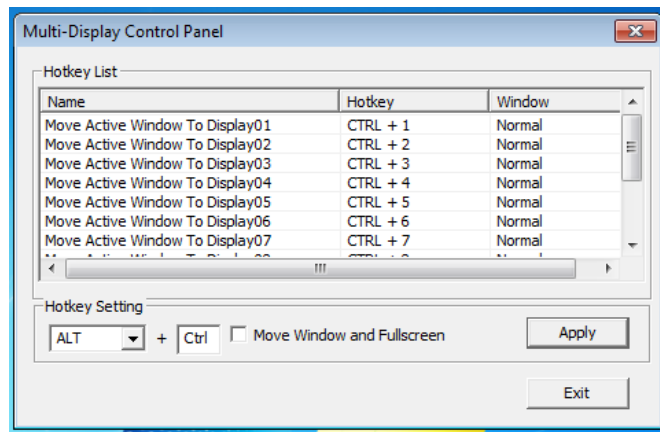 Multi-Display Control Panel
Hotkey List
Name Hotkey Window
Move Active Window To Display01 CTRL + 1 Normal
Move Active Window To Display02 CTRL + 2 Normal
Move Active Window To Display03 CTRL + 3 Normal
Move Active Window To Display04 CTRL + 4 Normal
Move Active Window To Display05 CTRL + 5 Normal
Move Active Window To Display06 CTRL + 6 Normal
Move Active Window To Display07 CTRL + 7 Normal
Hotkey Setting
ALT + Ctrl Move Window and Fullscreen Apply
Exit